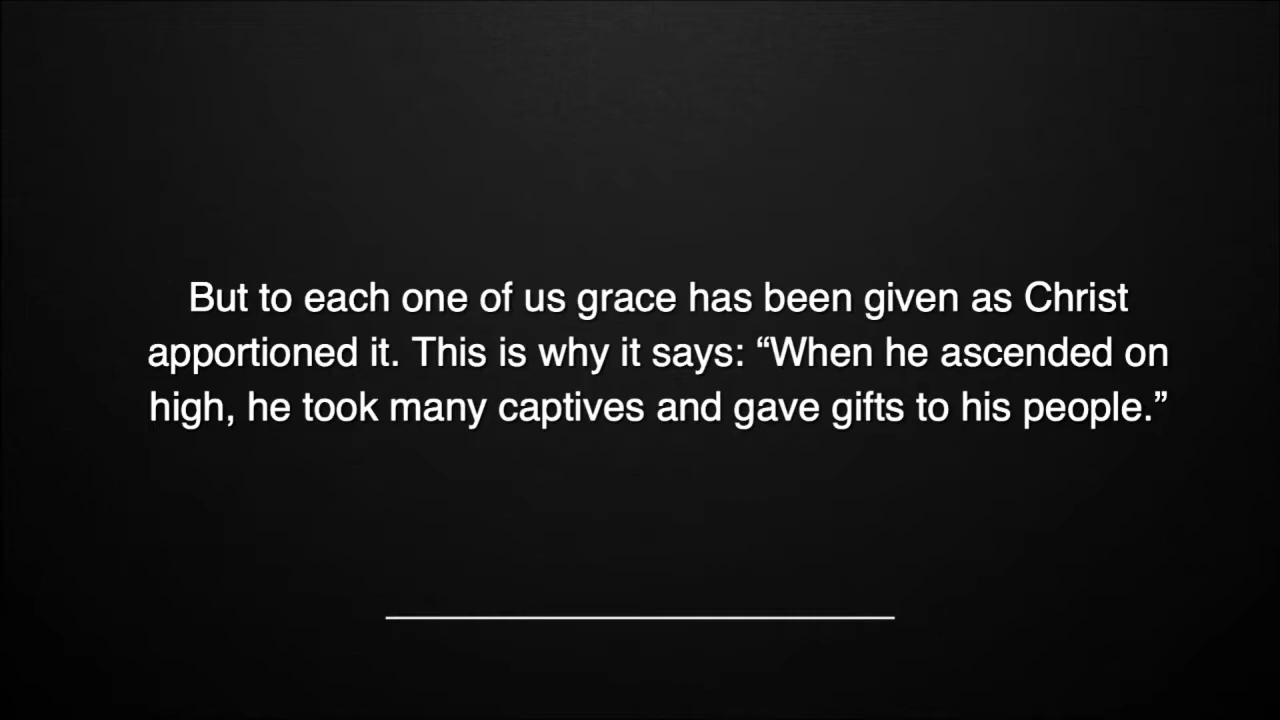 But to each one of us grace has been given as Christ
apportioned it. This is why it says: “When he ascended on
high, he took many captives and gave gifts to his people.”